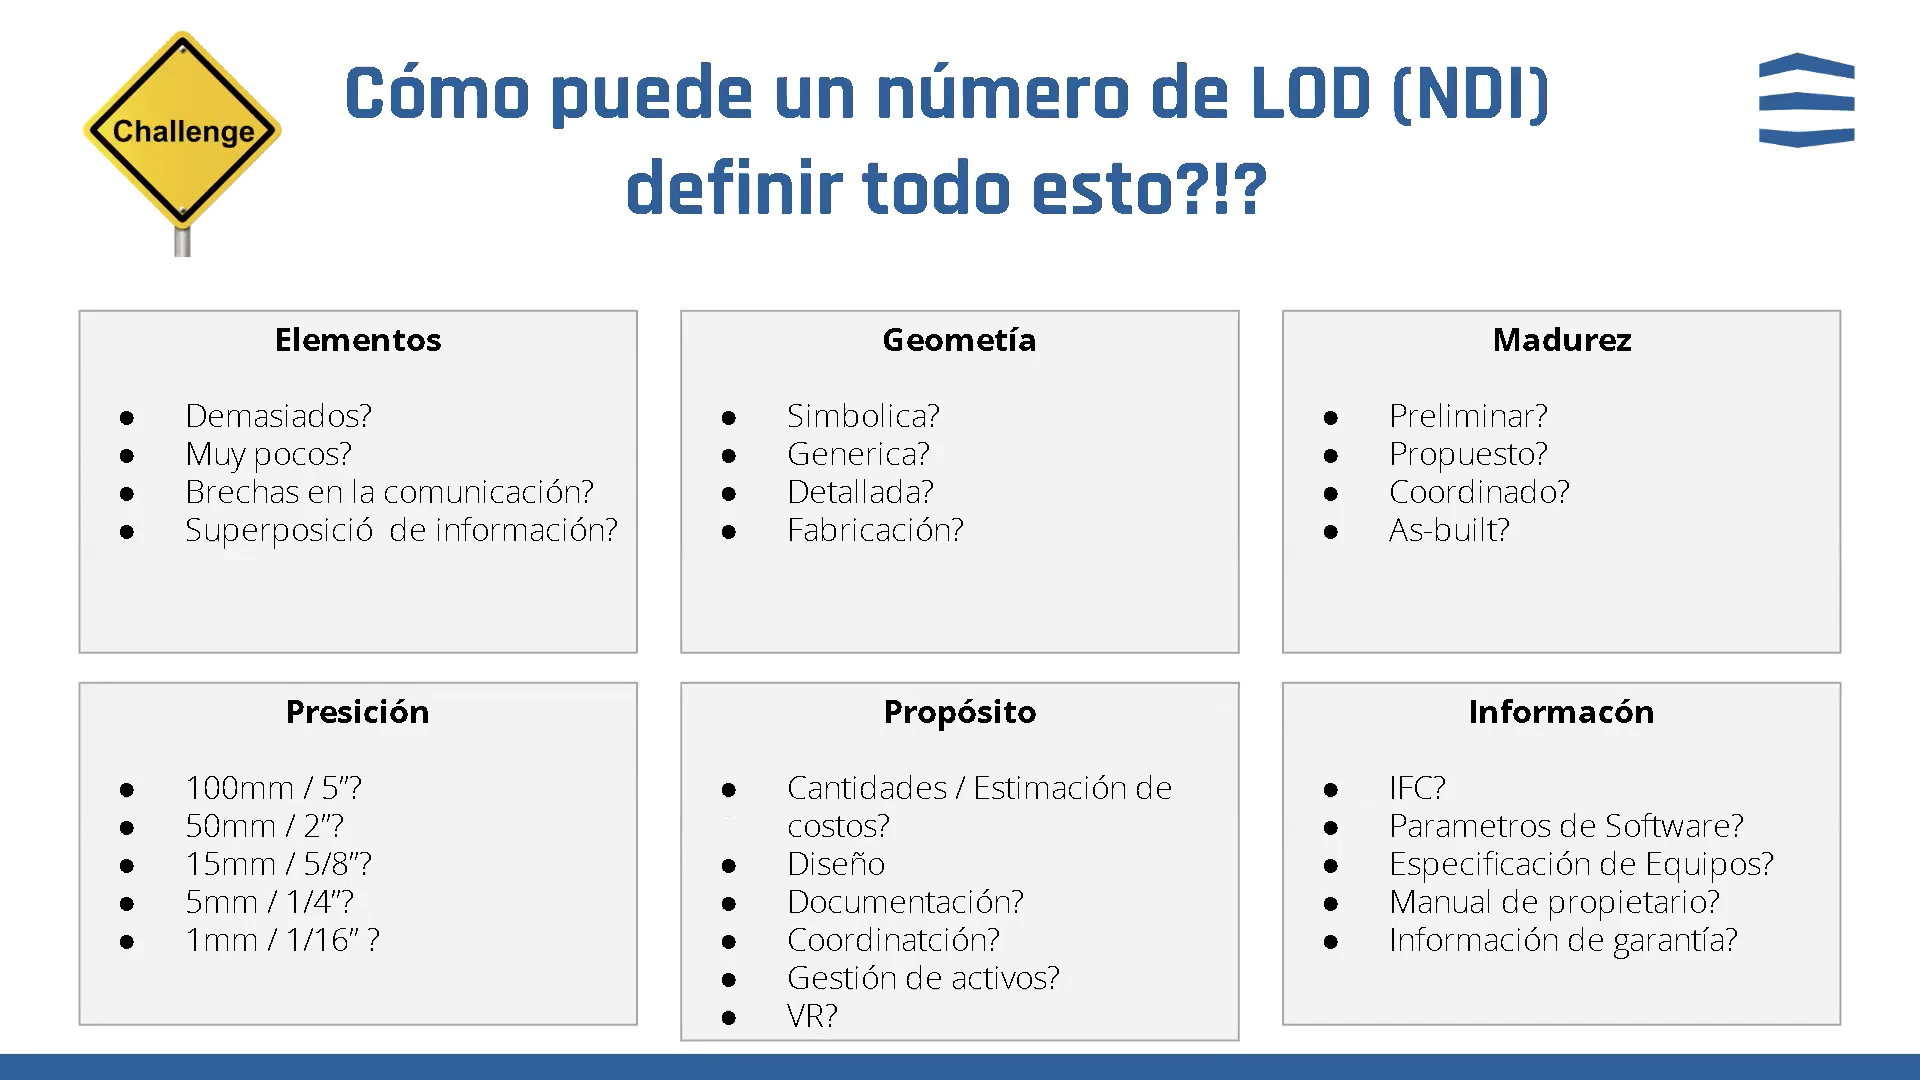 Challenge
Cómo puede un número de LOD (NDI)
definir todo esto?!?
Elementos
● Demasiados?
● Muy pocos?
● Brechas en la comunicación?
● Superposició  de información?
Geometía
● Simbolica?
● Generica?
● Detallada?
● Fabricación?
Madurez
● Preliminar?
● Propuesto?
● Coordinado?
● As-built?
Presición
● 100mm / 5”?
● 50mm / 2”?
● 15mm / 5/8”?
● 5mm / 1/4”?
● 1mm / 1/16” ?
Propósito
● Cantidades / Estimación de
costos?
● Diseño
● Documentación?
● Coordinatción?
● Gestión de activos?
● VR?
Informacón
● IFC?
● Parametros de Software?
● Especificación de Equipos?
● Manual de propietario?
● Información de garantía?